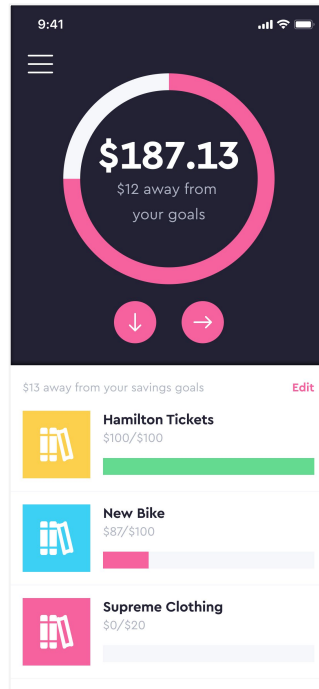 9:41
$187.13
$12 away from
your goals
$13 away from your savings goals
Edit
Hamilton Tickets
$100/$100
New Bike
$87/$100
Supreme Clothing
$0/$20